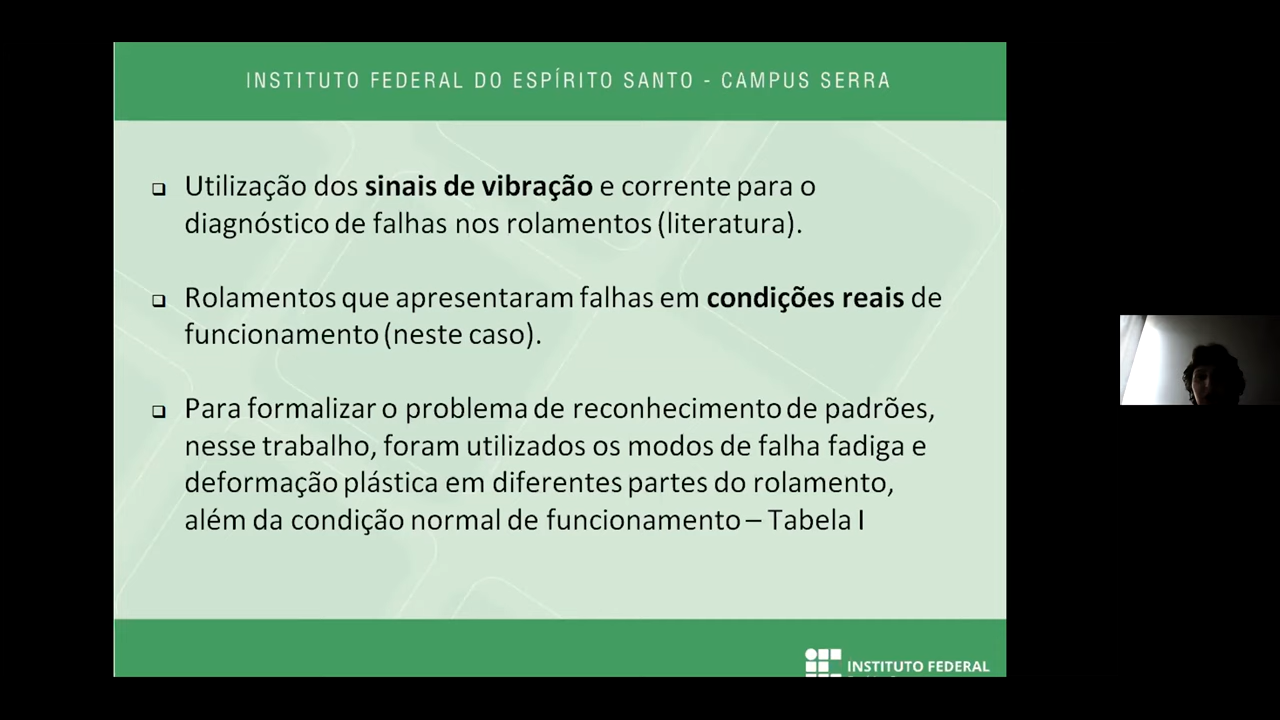 INSTITUTO FEDERAL DO ESPÍRITO SANTO - CAMPUS SERRA
Utilização dos sinais de vibração e corrente para o
diagnóstico de falhas nos rolamentos (literatura).
Rolamentos que apresentaram falhas em condições reais de
funcionamento (neste caso).
Para formalizar o problema de reconhecimento de padrões,
nesse trabalho, foram utilizados os modos de falha fadiga e
deformação plástica em diferentes partes do rolamento,
além da condição normal de funcionamento – Tabela I
INSTITUTO FEDERAL